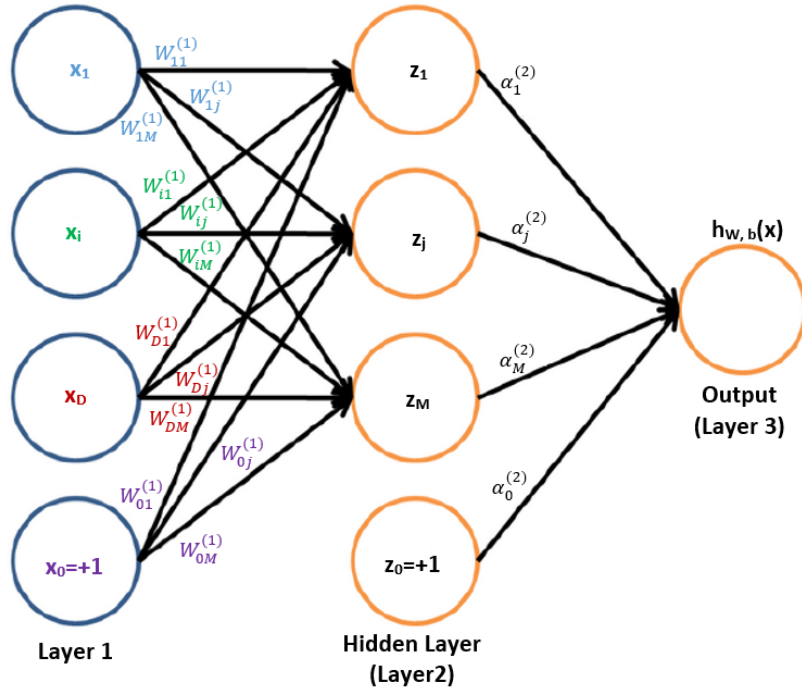 x₁
W₁₁⁽¹⁾
W₁ⱼ⁽¹⁾
W₁M⁽¹⁾
z₁
α₁⁽²⁾
xᵢ
Wᵢ₁⁽¹⁾
Wᵢⱼ⁽¹⁾
WᵢM⁽¹⁾
zⱼ
αⱼ⁽²⁾
h_W, b(x)
x_D
W_D1⁽¹⁾
W_Dj⁽¹⁾
W_DM⁽¹⁾
z_M
α_M⁽²⁾
Output
(Layer 3)
x₀=+1
W₀₁⁽¹⁾
W₀ⱼ⁽¹⁾
W₀M⁽¹⁾
z₀=+1
α₀⁽²⁾
Layer 1
Hidden Layer
(Layer2)